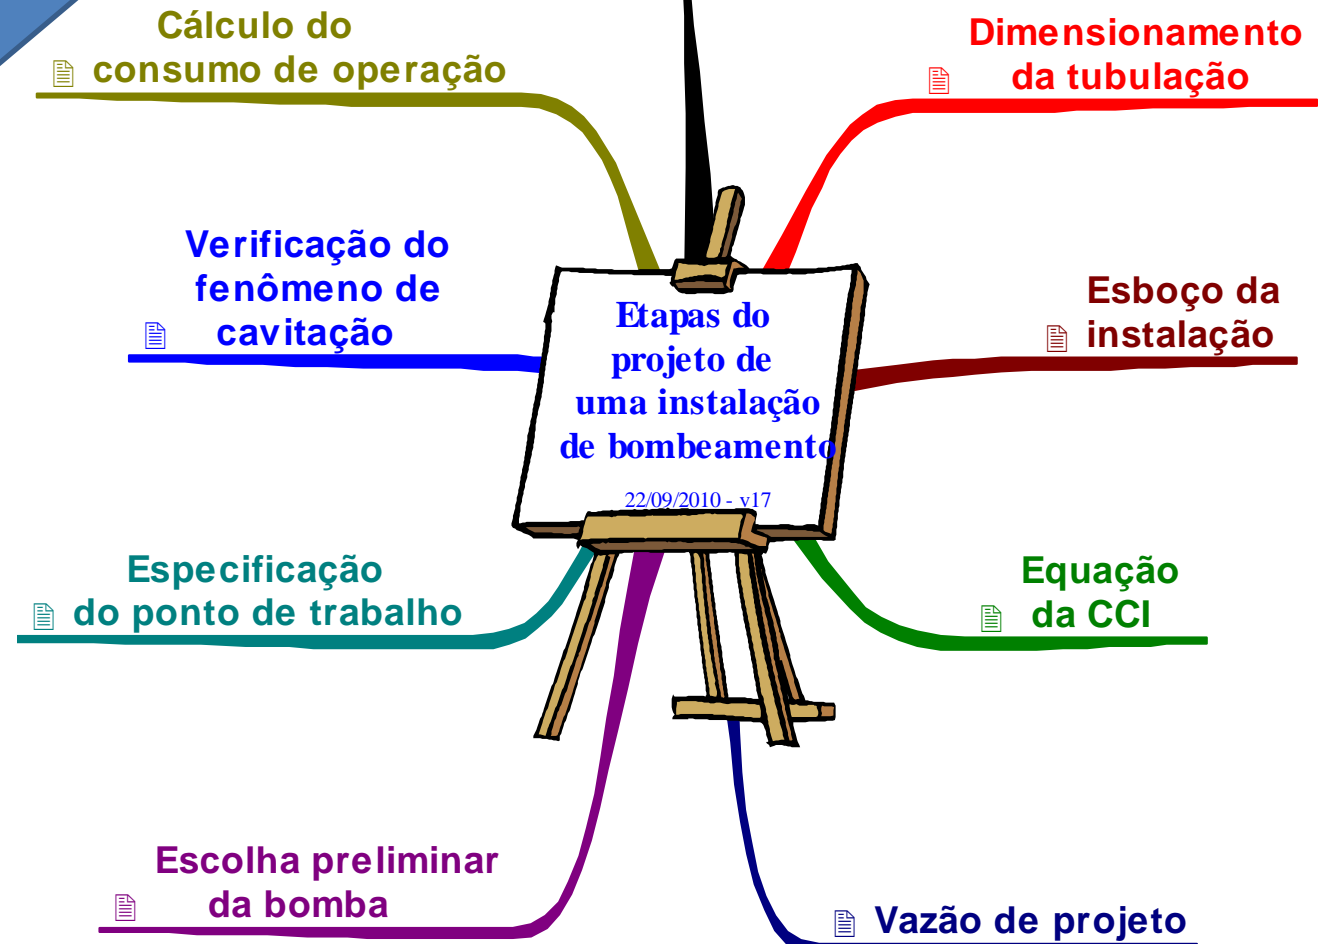 Cálculo do
consumo de operação
Dimensionamento
da tubulação
Verificação do
fenômeno de
cavitação
Etapas do
projeto de
uma instalação
de bombeamento
22/09/2010 - v17
Esboço da
instalação
Especificação
do ponto de trabalho
Equação
da CCI
Escolha preliminar
da bomba
Vazão de projeto